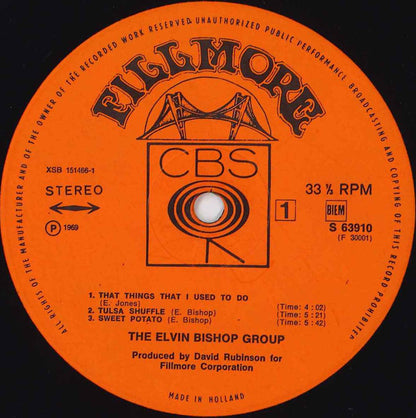 ALL RIGHTS OF THE MANUFACTURER AND OF THE OWNER OF THE RECORDED WORK RESERVED UNAUTHORIZED PUBLIC PERFORMANCE BROADCASTING AND COPYING OF THIS RECORD PROHIBITED
FILLMORE
CBS
XSB 151466-1
STEREO
P 1969
33 ⅓ RPM
1 BIEM
S 63910
(F 30001)
1. THAT THINGS THAT I USED TO DO (Time: 4:02)
(E. Jones)
2. TULSA SHUFFLE (E. Bishop) (Time: 5:21)
3. SWEET POTATO (E. Bishop) (Time: 5:42)
THE ELVIN BISHOP GROUP
Produced by David Rubinson for
Fillmore Corporation
MADE IN HOLLAND